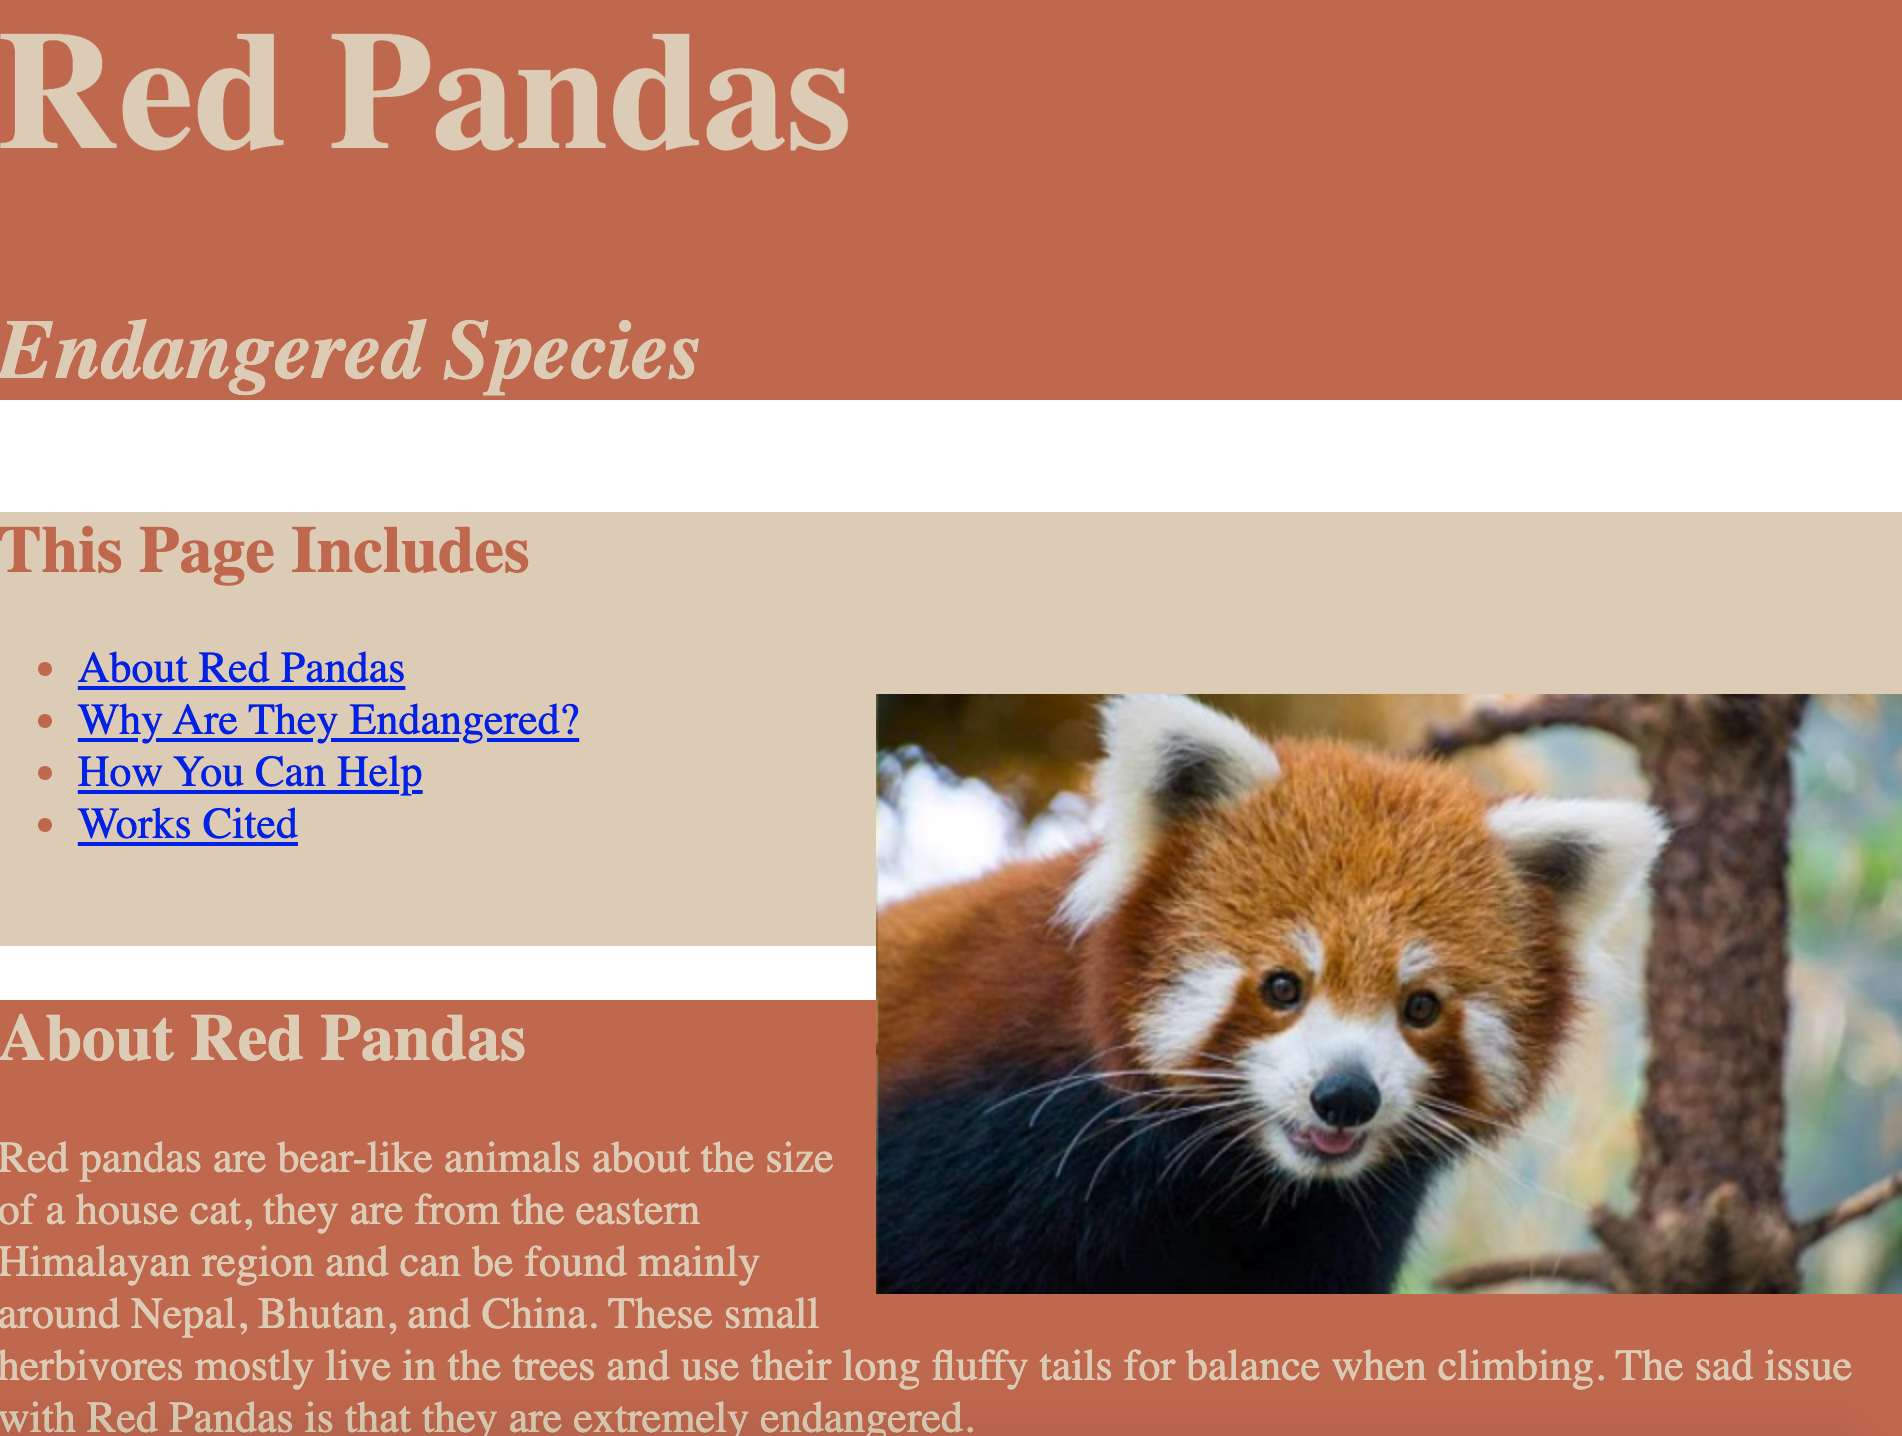 Red Pandas
Endangered Species
This Page Includes
About Red Pandas
Why Are They Endangered?
How You Can Help
Works Cited
About Red Pandas
Red pandas are bear-like animals about the size
of a house cat, they are from the eastern
Himalayan region and can be found mainly
around Nepal, Bhutan, and China. These small
herbivores mostly live in the trees and use their long fluffy tails for balance when climbing. The sad issue
with Red Pandas is that they are extremely endangered.